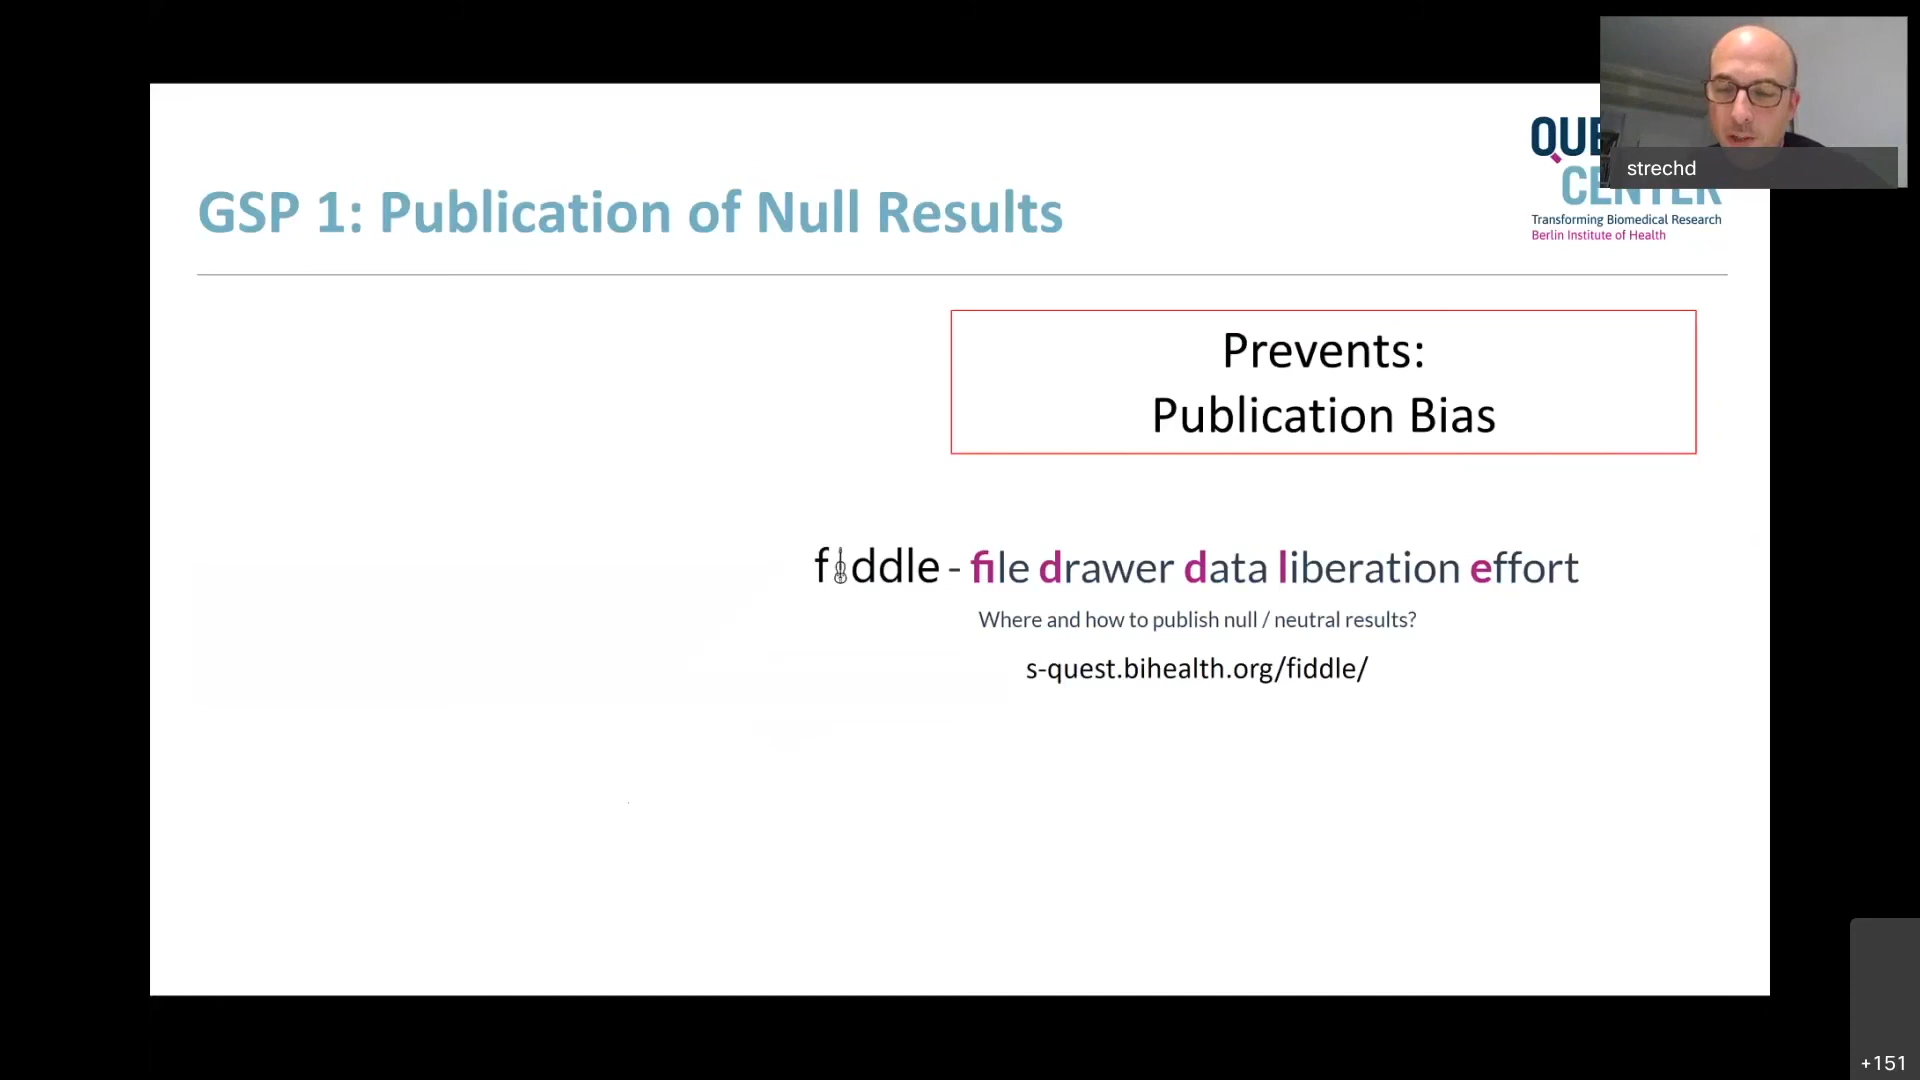 GSP 1: Publication of Null Results
QUE
CENTER
Transforming Biomedical Research
Berlin Institute of Health
strechd
Prevents:
Publication Bias
fiddle - file drawer data liberation effort
Where and how to publish null / neutral results?
s-quest.bihealth.org/fiddle/
+151